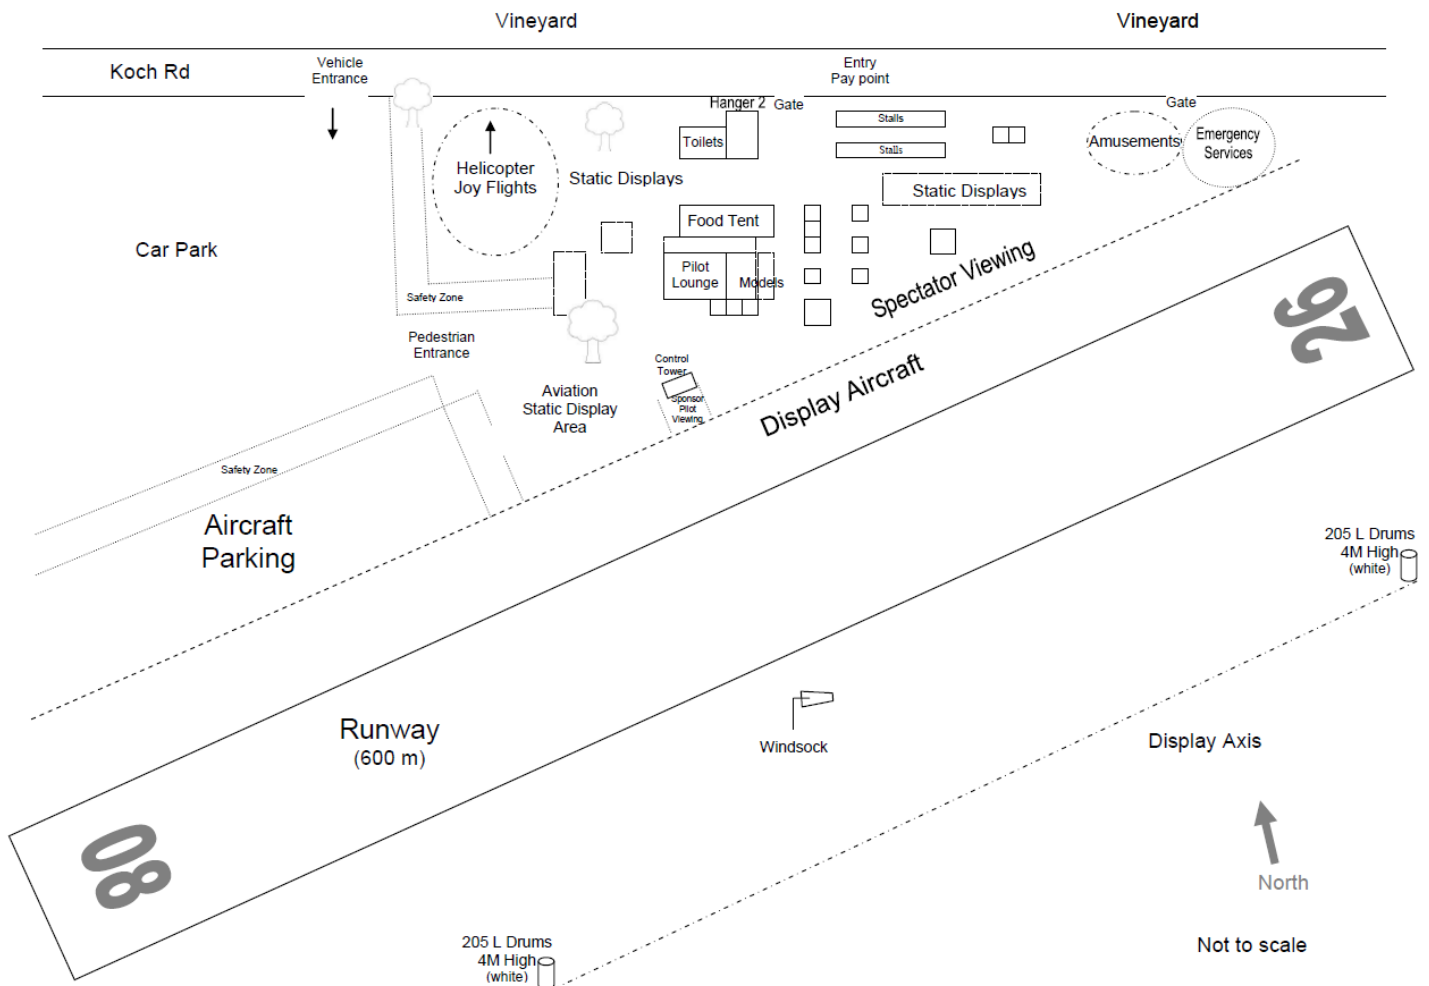 Vineyard
Vineyard
Koch Rd
Vehicle
Entrance
Entry
Pay point
Hanger 2
Gate
Gate
Stalls
Stalls
Toilets
Amusements
Emergency
Services
Helicopter
Joy Flights
Static Displays
Static Displays
Food Tent
Car Park
Pilot
Lounge
Models
Spectator Viewing
Safety Zone
Pedestrian
Entrance
Control
Tower
Sponsor
Pilot
Viewing
Display Aircraft
Aviation
Static Display
Area
26
Safety Zone
Aircraft
Parking
205 L Drums
4M High
(white)
Runway
(600 m)
Windsock
Display Axis
08
North
205 L Drums
4M High
(white)
Not to scale